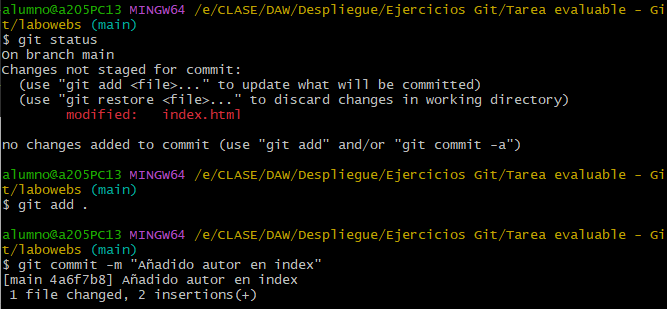 alumno@a205PC13 MINGW64 /e/CLASE/DAW/Despliegue/Ejercicios Git/Tarea evaluable - Gi
t/labowebs (main)
$ git status
On branch main
Changes not staged for commit:
  (use "git add <file>..." to update what will be committed)
  (use "git restore <file>..." to discard changes in working directory)
        modified:   index.html

no changes added to commit (use "git add" and/or "git commit -a")

alumno@a205PC13 MINGW64 /e/CLASE/DAW/Despliegue/Ejercicios Git/Tarea evaluable - Gi
t/labowebs (main)
$ git add .

alumno@a205PC13 MINGW64 /e/CLASE/DAW/Despliegue/Ejercicios Git/Tarea evaluable - Gi
t/labowebs (main)
$ git commit -m "Añadido autor en index"
[main 4a6f7b8] Añadido autor en index
 1 file changed, 2 insertions(+)